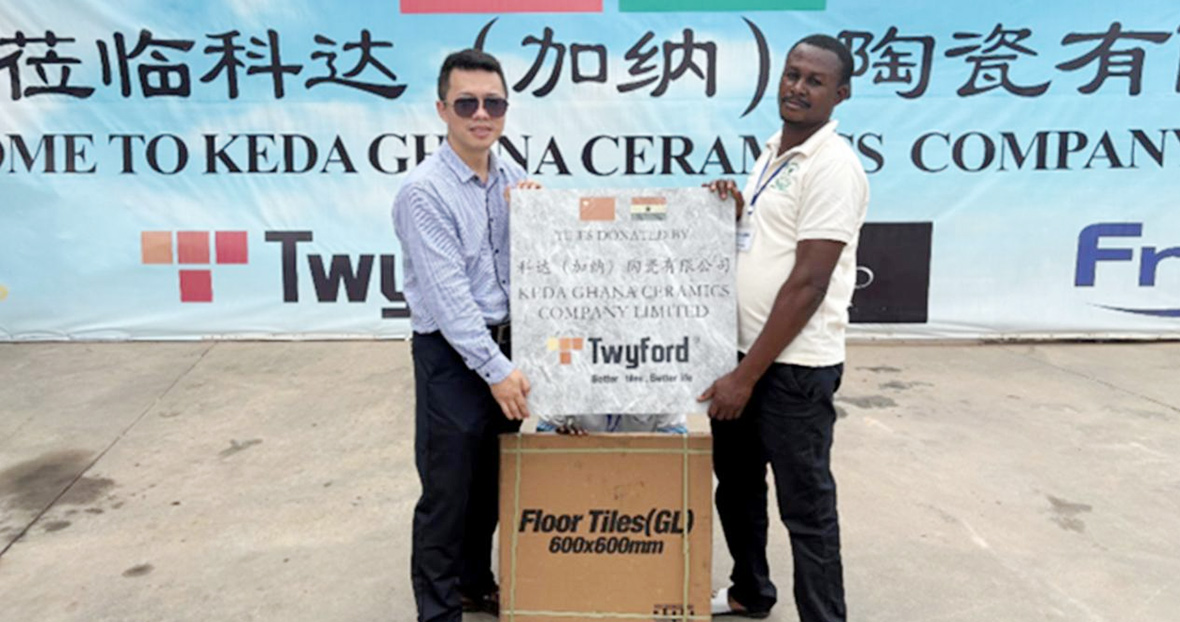 莅临科达（加纳）陶瓷有
OME TO KEDA GHANA CERAMICS COMPANY
Twy
Fr
TILES DONATED BY
科达（加纳）陶瓷有限公司
KEDA GHANA CERAMICS
COMPANY LIMITED
Twyford
Better tiles, Better life
Floor Tiles(GL)
600x600mm